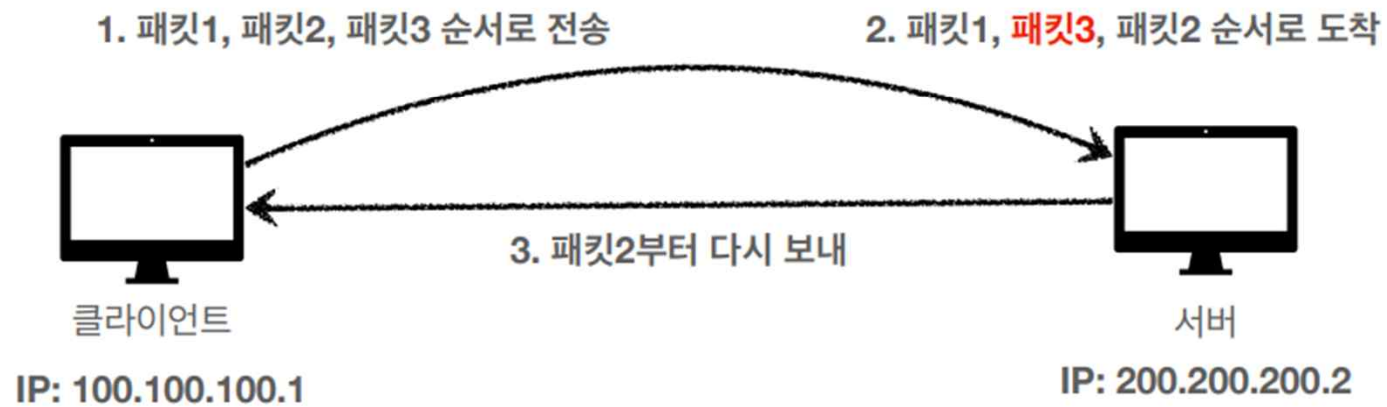 1. 패킷1, 패킷2, 패킷3 순서로 전송
2. 패킷1, 패킷3, 패킷2 순서로 도착
3. 패킷2부터 다시 보내
클라이언트
서버
IP: 100.100.100.1
IP: 200.200.200.2